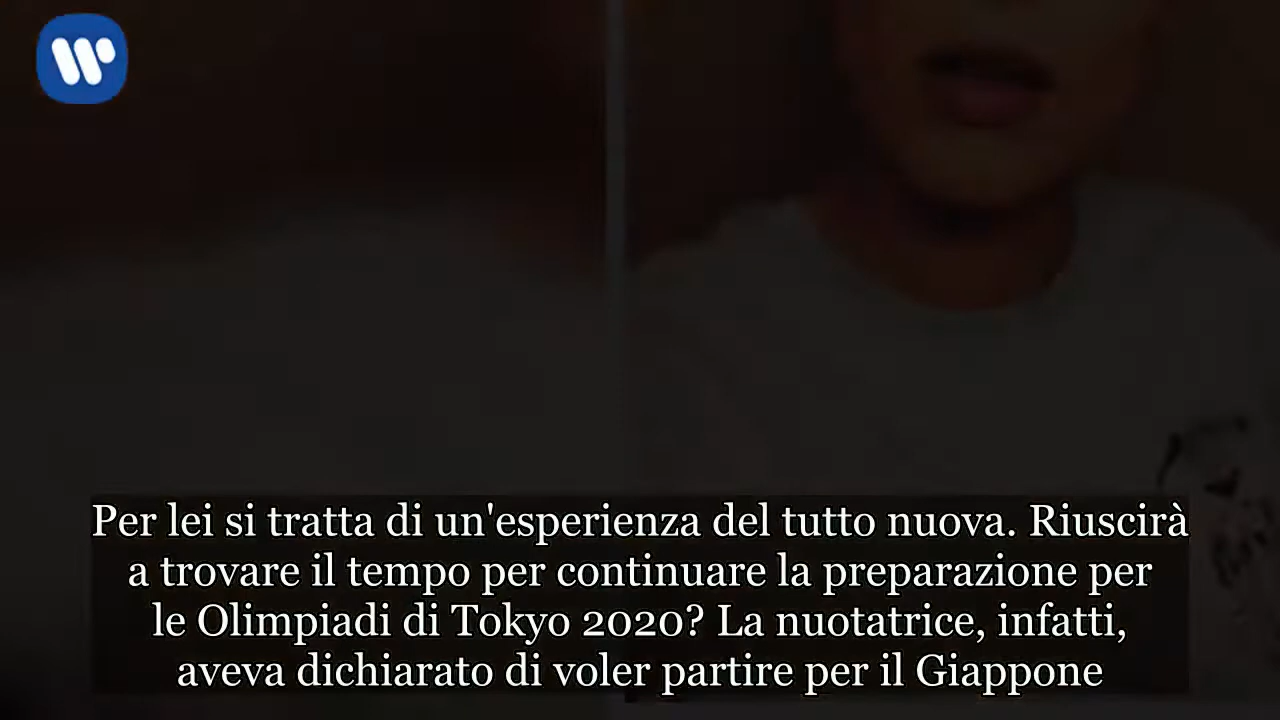 Per lei si tratta di un'esperienza del tutto nuova. Riuscirà
a trovare il tempo per continuare la preparazione per
le Olimpiadi di Tokyo 2020? La nuotatrice, infatti,
aveva dichiarato di voler partire per il Giappone